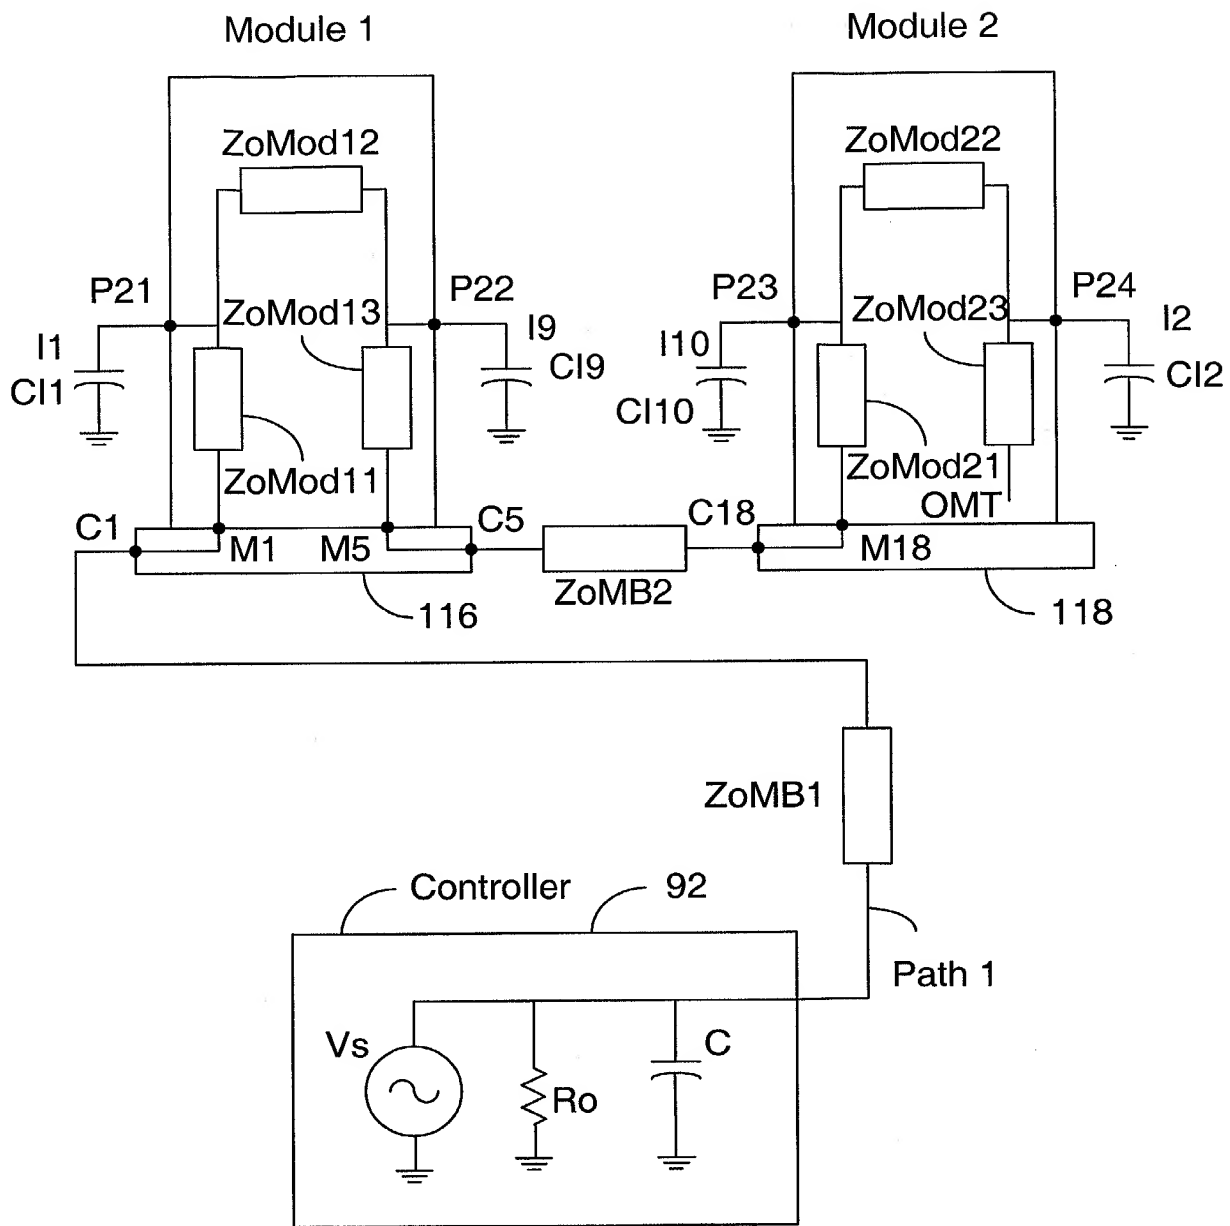 Module 1
Module 2
ZoMod12
ZoMod22
P21
ZoMod13
P22
P23
ZoMod23
P24
I1
CI1
I9
CI9
I10
CI10
I2
CI2
ZoMod11
ZoMod21
OMT
C1
M1
M5
C5
C18
M18
ZoMB2
116
118
ZoMB1
Controller
92
Path 1
Vs
Ro
C